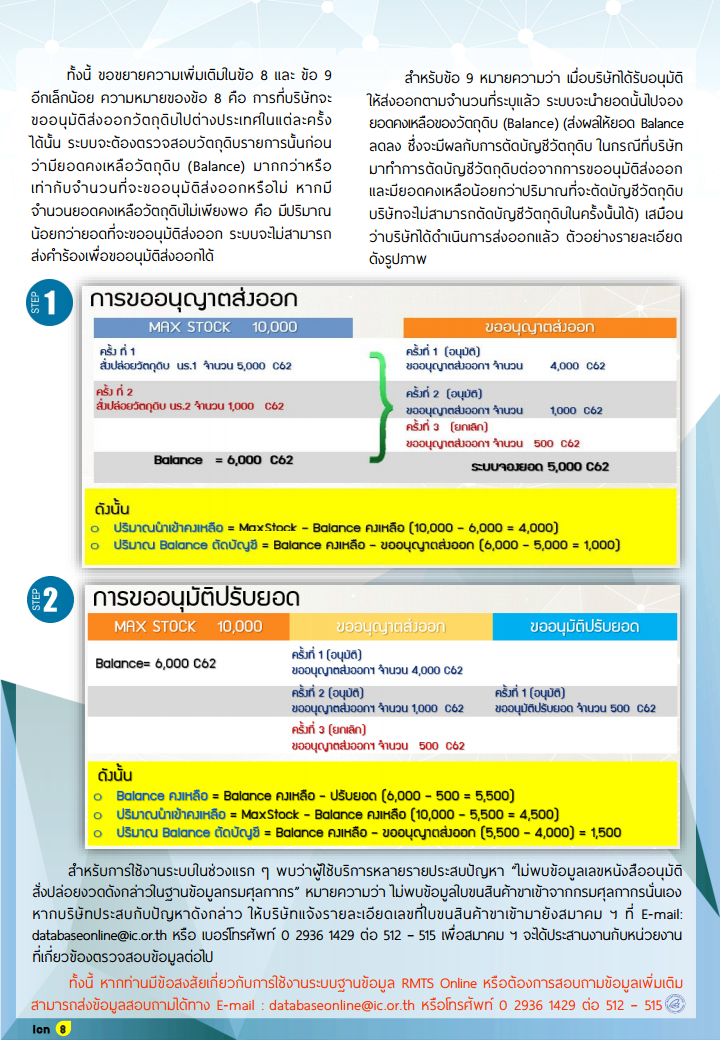 ทั้งนี้ ขอขยายความเพิ่มเติมในข้อ 8 และ ข้อ 9
อีกเล็กน้อย ความหมายของข้อ 8 คือ การที่บริษัทจะ
ขออนุมัติส่งออกวัตถุดิบไปต่างประเทศในแต่ละครั้ง
ได้นั้น ระบบจะต้องตรวจสอบวัตถุดิบรายการนั้นก่อน
ว่ามียอดคงเหลือวัตถุดิบ (Balance) มากกว่าหรือ
เท่ากับจำนวนที่จะขออนุมัติส่งออกหรือไม่ หากมี
จำนวนยอดคงเหลือวัตถุดิบไม่เพียงพอ คือ มีปริมาณ
น้อยกว่ายอดที่จะขออนุมัติส่งออก ระบบจะไม่สามารถ
ส่งคำร้องเพื่อขออนุมัติส่งออกได้
สำหรับข้อ 9 หมายความว่า เมื่อบริษัทได้รับอนุมัติ
ให้ส่งออกตามจำนวนที่ระบุแล้ว ระบบจะนำยอดนั้นไปจอง
ยอดคงเหลือของวัตถุดิบ (Balance) (ส่งผลให้ยอด Balance
ลดลง ซึ่งจะมีผลกับการตัดบัญชีวัตถุดิบ ในกรณีที่บริษัท
มาทำการตัดบัญชีวัตถุดิบต่อจากการขออนุมัติส่งออก
และมียอดคงเหลือน้อยกว่าปริมาณที่จะตัดบัญชีวัตถุดิบ
บริษัทจะไม่สามารถตัดบัญชีวัตถุดิบในครั้งนั้นได้) เสมือน
ว่าบริษัทได้ดำเนินการส่งออกแล้ว ตัวอย่างรายละเอียด
ดังรูปภาพ
STEP 1
การขออนุญาตส่งออก
MAX STOCK 10,000
ครั้ง ที่ 1
สั่งปล่อยวัตถุดิบ นร.1 จำนวน 5,000 C62
ครั้ง ที่ 2
สั่งปล่อยวัตถุดิบ นร.2 จำนวน 1,000 C62
Balance = 6,000 C62
ขออนุญาตส่งออก
ครั้งที่ 1 (อนุมัติ)
ขออนุญาตส่งออกฯ จำนวน 4,000 C62
ครั้งที่ 2 (อนุมัติ)
ขออนุญาตส่งออกฯ จำนวน 1,000 C62
ครั้งที่ 3 (ยกเลิก)
ขออนุญาตส่งออกฯ จำนวน 500 C62
ระบบจองยอด 5,000 C62
ดังนั้น
o ปริมาณนำเข้าคงเหลือ = MaxStock – Balance คงเหลือ (10,000 – 6,000 = 4,000)
o ปริมาณ Balance ตัดบัญชี = Balance คงเหลือ – ขออนุญาตส่งออก (6,000 – 5,000 = 1,000)
STEP 2
การขออนุมัติปรับยอด
MAX STOCK 10,000 ขออนุญาตส่งออก ขออนุมัติปรับยอด
Balance= 6,000 C62
ครั้งที่ 1 (อนุมัติ)
ขออนุญาตส่งออกฯ จำนวน 4,000 C62
ครั้งที่ 2 (อนุมัติ)
ขออนุญาตส่งออกฯ จำนวน 1,000 C62
ครั้งที่ 3 (ยกเลิก)
ขออนุญาตส่งออกฯ จำนวน 500 C62
ครั้งที่ 1 (อนุมัติ)
ขออนุมัติปรับยอด จำนวน 500 C62
ดังนั้น
o Balance คงเหลือ = Balance คงเหลือ – ปรับยอด (6,000 – 500 = 5,500)
o ปริมาณนำเข้าคงเหลือ = MaxStock – Balance คงเหลือ (10,000 – 5,500 = 4,500)
o ปริมาณ Balance ตัดบัญชี = Balance คงเหลือ – ขออนุญาตส่งออก (5,500 – 4,000) = 1,500
สำหรับการใช้งานระบบในช่วงแรก ๆ พบว่าผู้ใช้บริการหลายรายประสบปัญหา “ไม่พบข้อมูลเลขหนังสืออนุมัติ
สั่งปล่อยงวดดังกล่าวในฐานข้อมูลกรมศุลกากร” หมายความว่า ไม่พบข้อมูลใบขนสินค้าขาเข้าจากกรมศุลกากรนั่นเอง
หากบริษัทประสบกับปัญหาดังกล่าว ให้บริษัทแจ้งรายละเอียดเลขที่ใบขนสินค้าขาเข้ามายังสมาคม ฯ ที่ E-mail:
databaseonline@ic.or.th หรือ เบอร์โทรศัพท์ 0 2936 1429 ต่อ 512 – 515 เพื่อสมาคม ฯ จะได้ประสานงานกับหน่วยงาน
ที่เกี่ยวข้องตรวจสอบข้อมูลต่อไป
ทั้งนี้ หากท่านมีข้อสงสัยเกี่ยวกับการใช้งานระบบฐานข้อมูล RMTS Online หรือต้องการสอบถามข้อมูลเพิ่มเติม
สามารถส่งข้อมูลสอบถามได้ทาง E-mail : databaseonline@ic.or.th หรือโทรศัพท์ 0 2936 1429 ต่อ 512 – 515
Icn 8